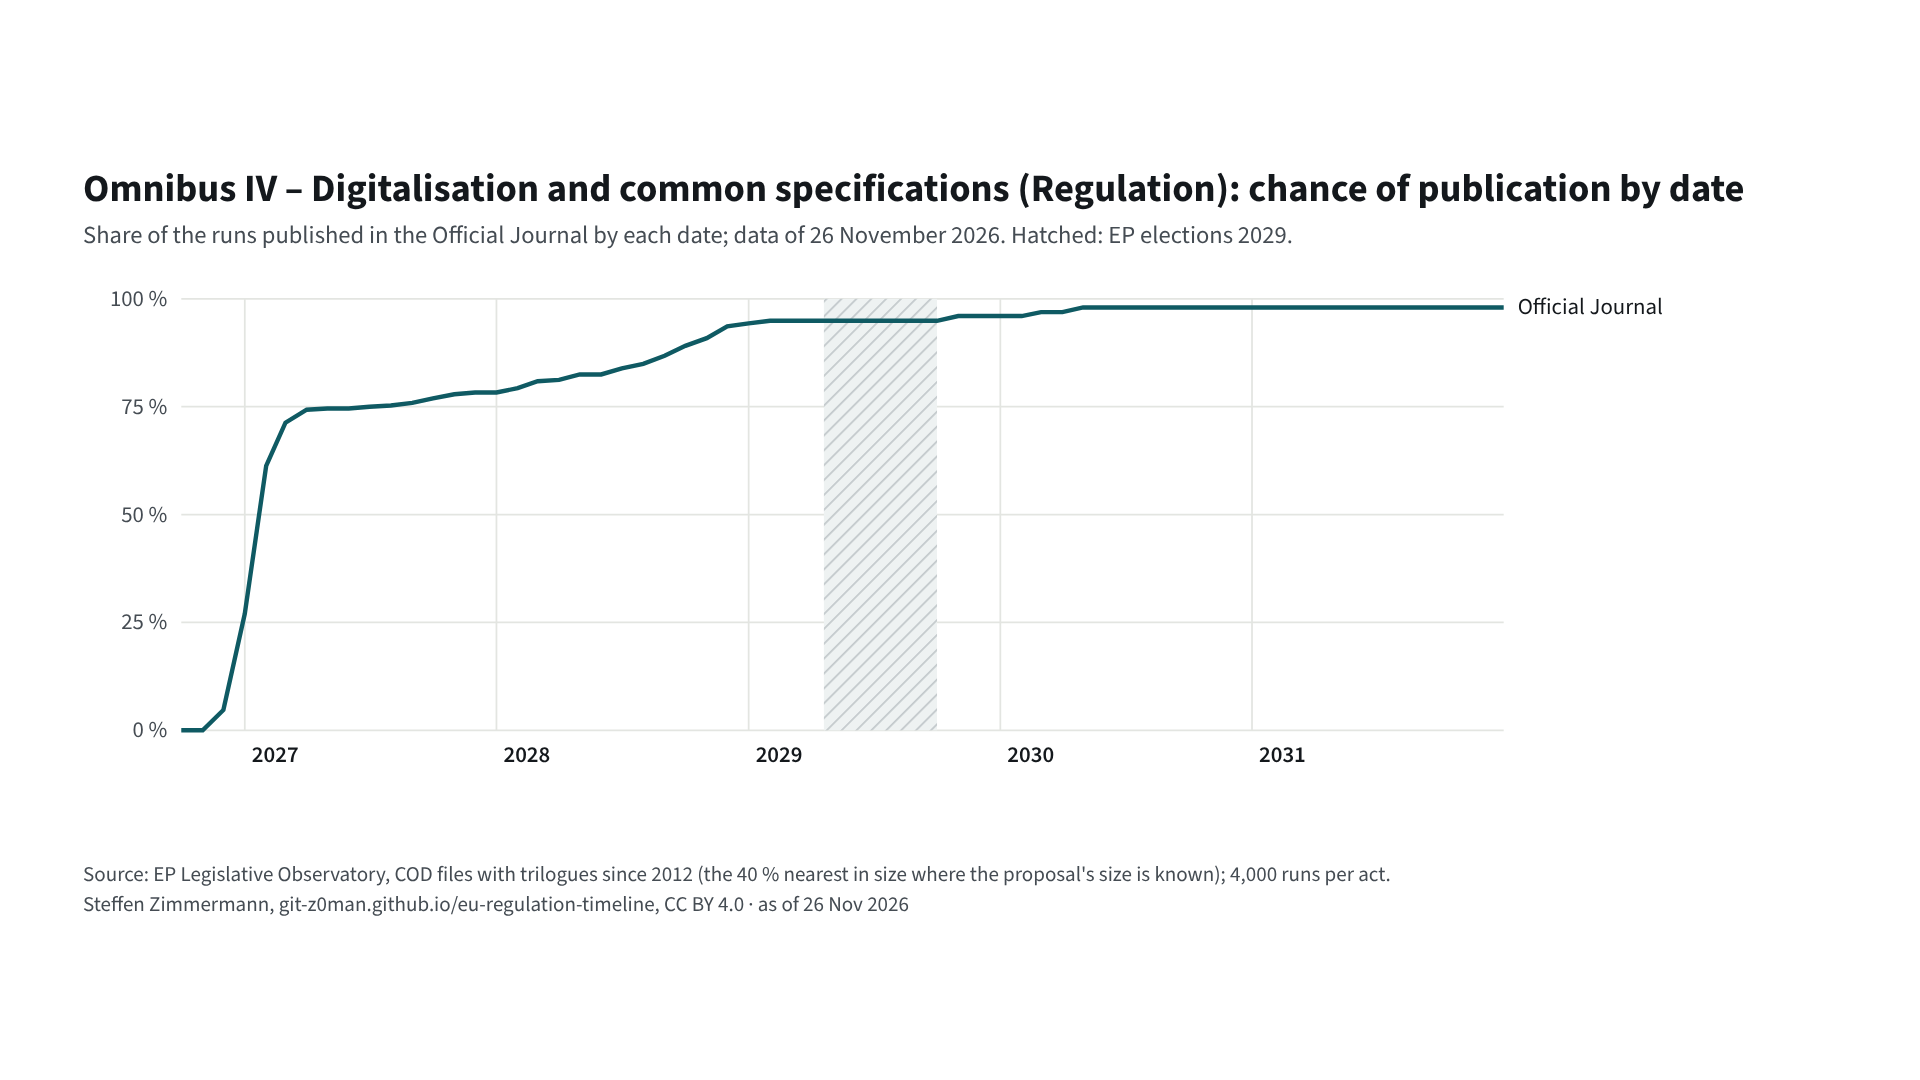 Omnibus IV – Digitalisation and common specifications (Regulation): chance of publication by date
Share of the runs published in the Official Journal by each date; data of 26 November 2026. Hatched: EP elections 2029.
100 %
Official Journal
75 %
50 %
25 %
0 %
2027
2028
2029
2030
2031
Source: EP Legislative Observatory, COD files with trilogues since 2012 (the 40 % nearest in size where the proposal's size is known); 4,000 runs per act.
Steffen Zimmermann, git-z0man.github.io/eu-regulation-timeline, CC BY 4.0 · as of 26 Nov 2026